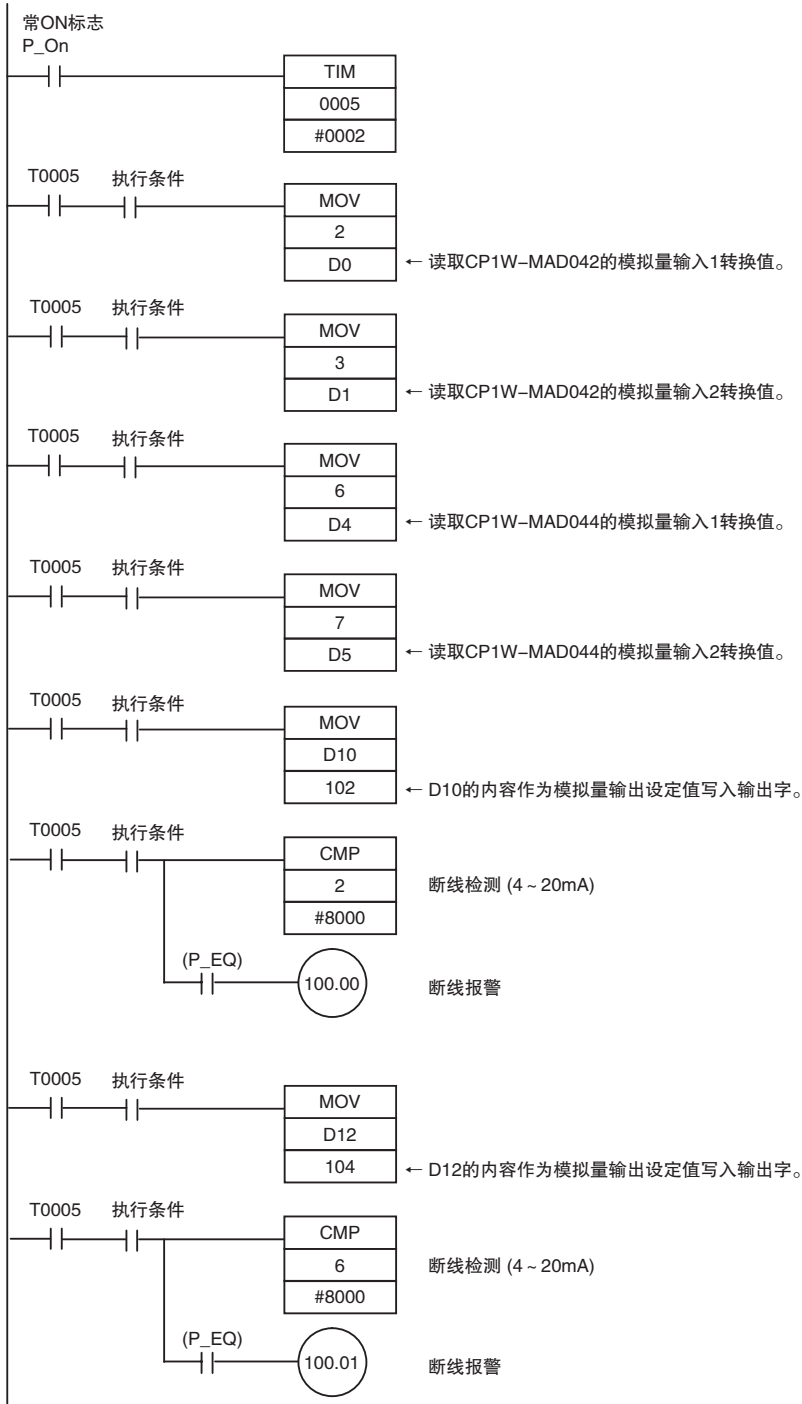 常ON标志
P_On
TIM
0005
#0002
T0005 执行条件
MOV
2
D0 ← 读取CP1W-MAD042的模拟量输入1转换值。
T0005 执行条件
MOV
3
D1 ← 读取CP1W-MAD042的模拟量输入2转换值。
T0005 执行条件
MOV
6
D4 ← 读取CP1W-MAD044的模拟量输入1转换值。
T0005 执行条件
MOV
7
D5 ← 读取CP1W-MAD044的模拟量输入2转换值。
T0005 执行条件
MOV
D10
102 ← D10的内容作为模拟量输出设定值写入输出字。
T0005 执行条件
CMP
2 断线检测 (4~20mA)
#8000
(P_EQ)
100.00 断线报警
T0005 执行条件
MOV
D12
104 ← D12的内容作为模拟量输出设定值写入输出字。
T0005 执行条件
CMP
6 断线检测 (4~20mA)
#8000
(P_EQ)
100.01 断线报警